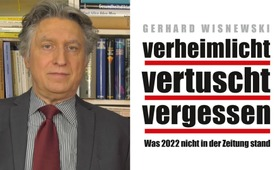 GERHARD WISNEWSKI
verheimlicht
vertuscht
vergessen
Was 2022 nicht in der Zeitung stand